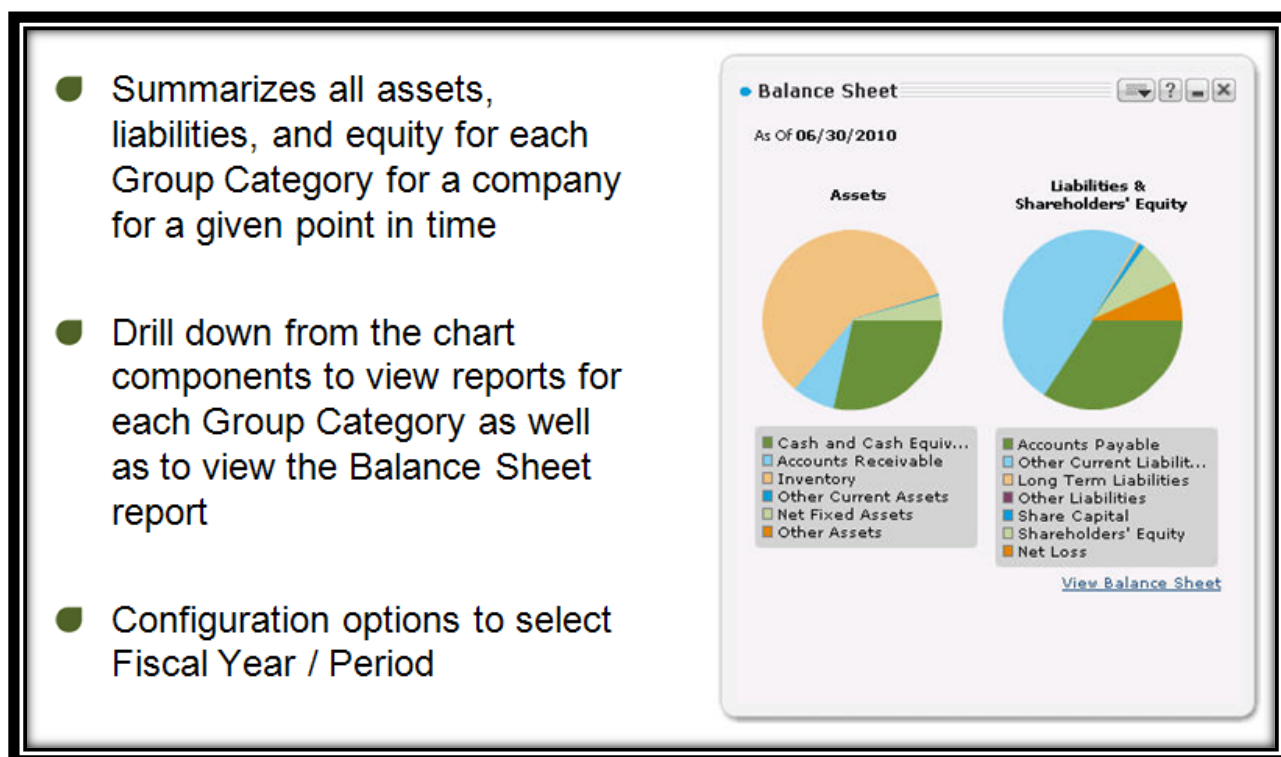 Summarizes all assets,
liabilities, and equity for each
Group Category for a company
for a given point in time
Drill down from the chart
components to view reports for
each Group Category as well
as to view the Balance Sheet
report
Configuration options to select
Fiscal Year / Period
Balance Sheet
?
As Of 06/30/2010
Assets
Cash and Cash Equiv...
Accounts Receivable
Inventory
Other Current Assets
Net Fixed Assets
Other Assets
Liabilities &
Shareholders' Equity
Accounts Payable
Other Current Liabilit...
Long Term Liabilities
Other Liabilities
Share Capital
Shareholders' Equity
Net Loss
View Balance Sheet